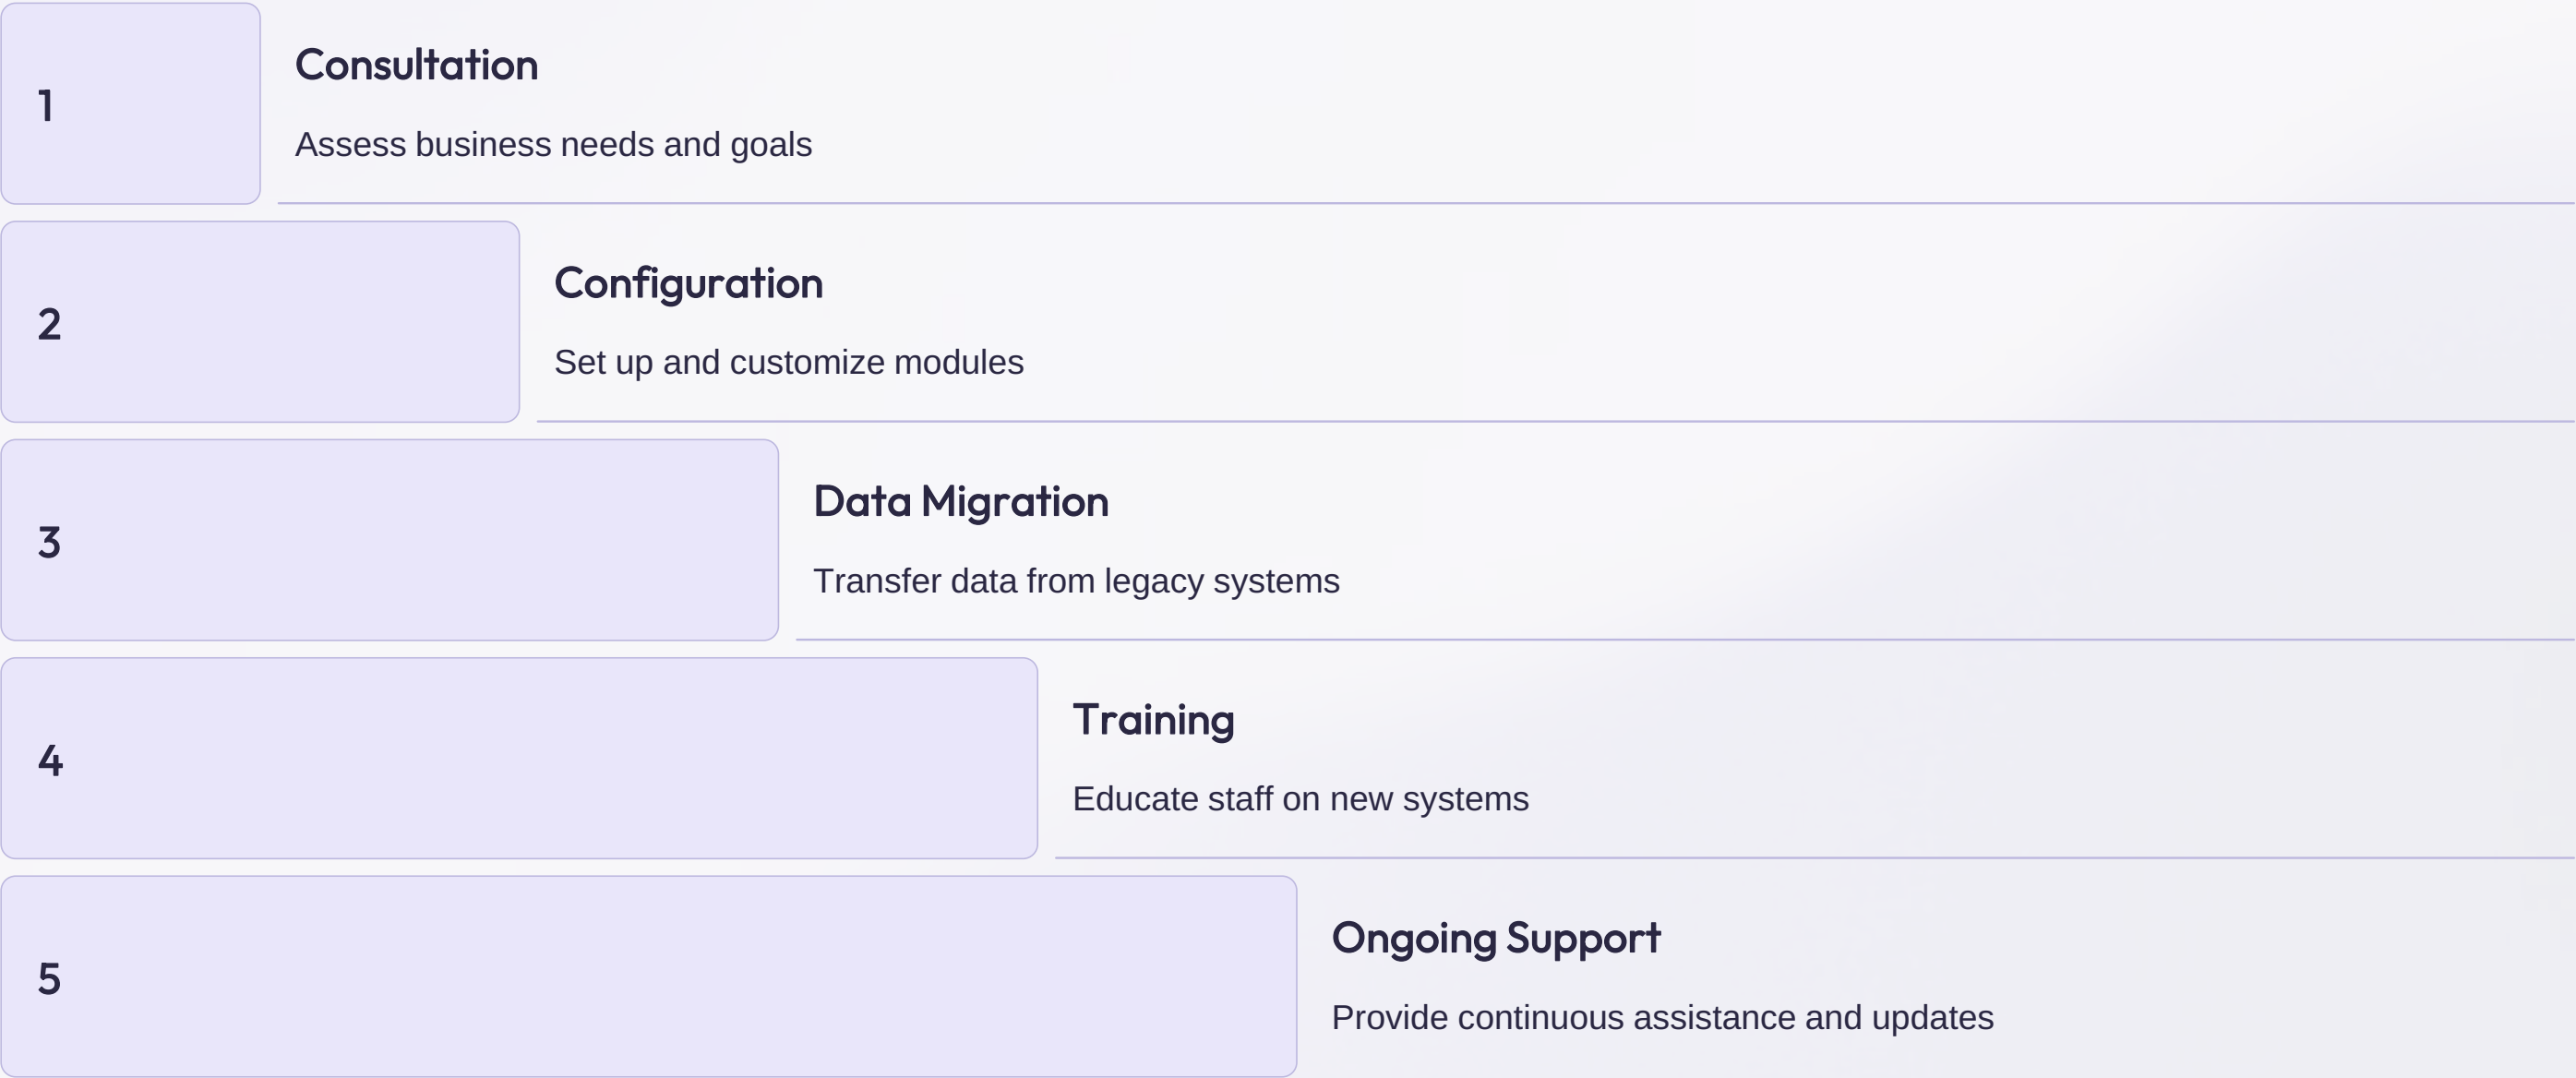 1
Consultation
Assess business needs and goals
2
Configuration
Set up and customize modules
3
Data Migration
Transfer data from legacy systems
4
Training
Educate staff on new systems
5
Ongoing Support
Provide continuous assistance and updates